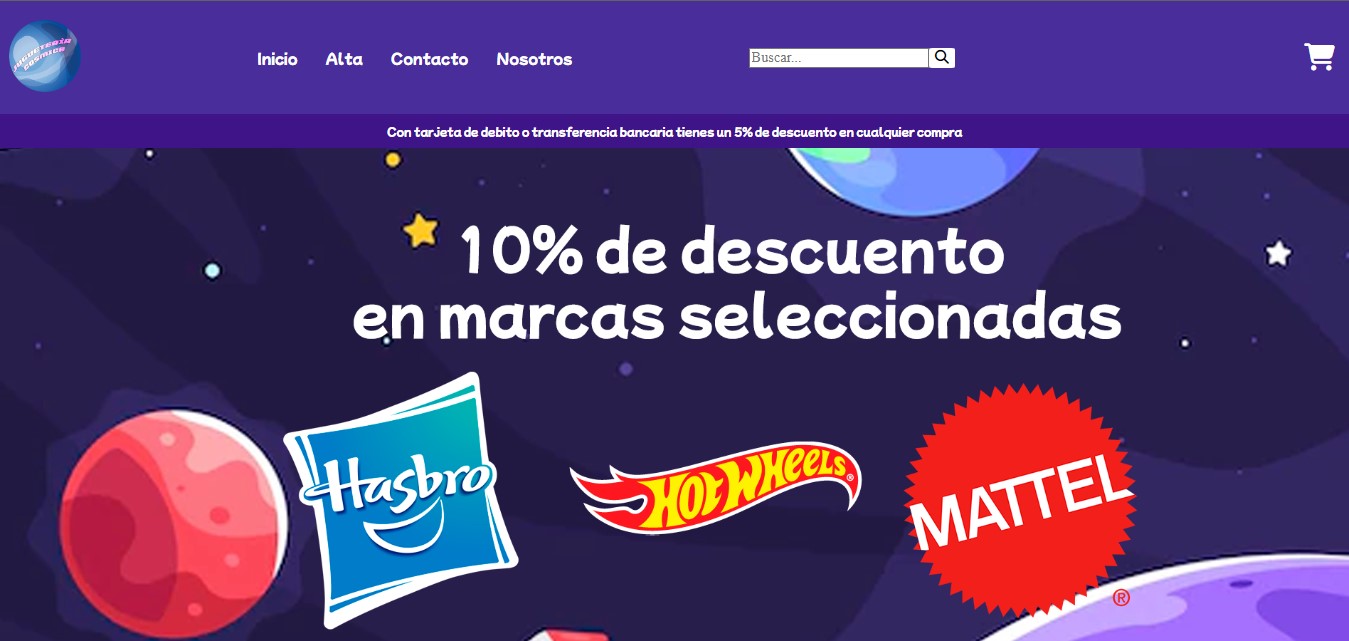 JUGUETERÍA
COSMICA
Inicio Alta Contacto Nosotros
Buscar...
Con tarjeta de debito o transferencia bancaria tienes un 5% de descuento en cualquier compra
10% de descuento
en marcas seleccionadas
Hasbro
HOT WHEELS®
MATTEL
®